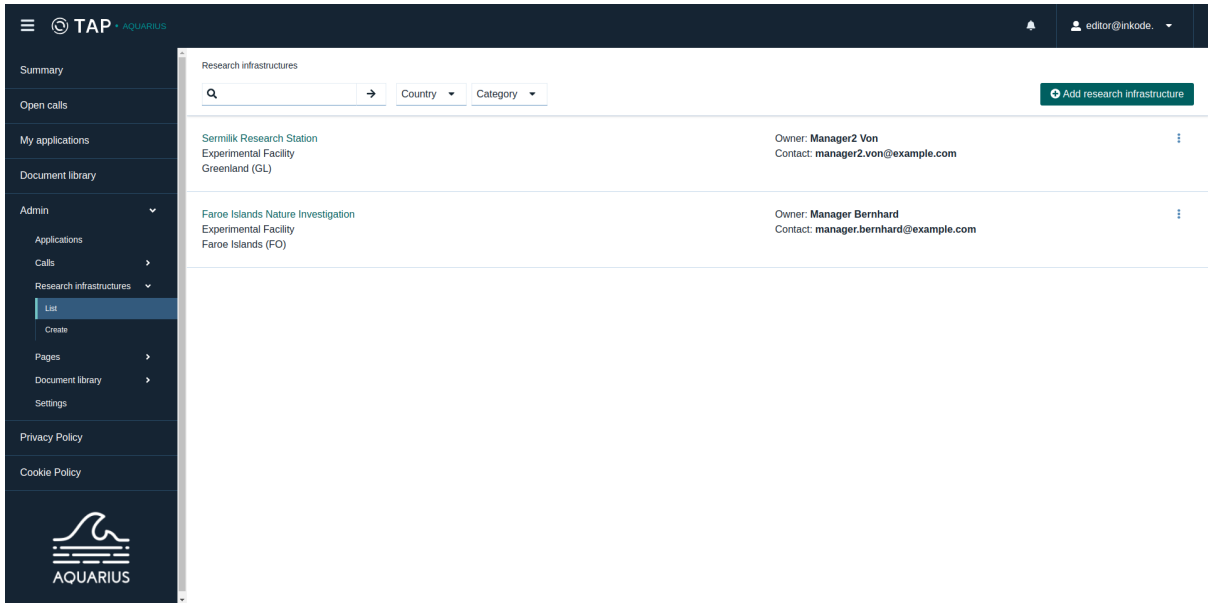 TAP • AQUARIUS
editor@inkode.
Summary
Open calls
My applications
Document library
Admin
Applications
Calls
Research infrastructures
List
Create
Pages
Document library
Settings
Privacy Policy
Cookie Policy
AQUARIUS
Research infrastructures
Country
Category
Add research infrastructure
Sermilik Research Station
Experimental Facility
Greenland (GL)
Owner: Manager2 Von
Contact: manager2.von@example.com
Faroe Islands Nature Investigation
Experimental Facility
Faroe Islands (FO)
Owner: Manager Bernhard
Contact: manager.bernhard@example.com